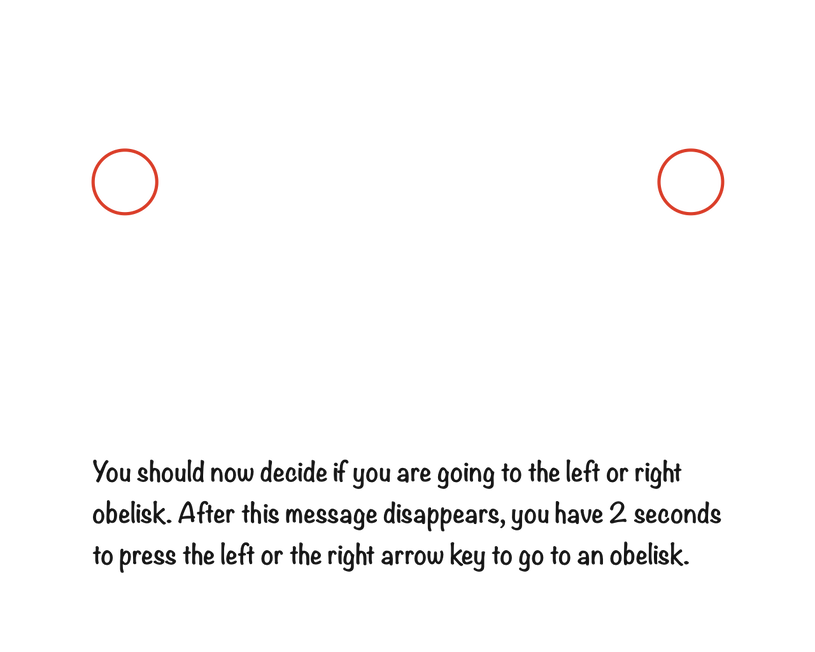 You should now decide if you are going to the left or right
obelisk. After this message disappears, you have 2 seconds
to press the left or the right arrow key to go to an obelisk.